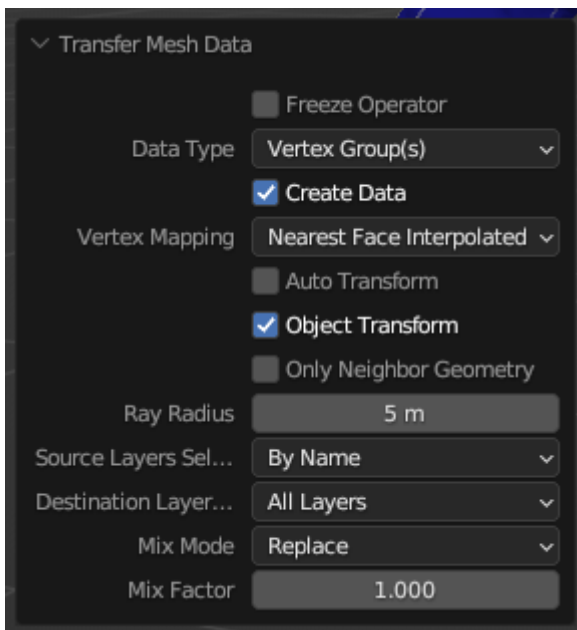 Transfer Mesh Data
Freeze Operator
Data Type Vertex Group(s)
Create Data
Vertex Mapping Nearest Face Interpolated
Auto Transform
Object Transform
Only Neighbor Geometry
Ray Radius 5 m
Source Layers Sel... By Name
Destination Layer... All Layers
Mix Mode Replace
Mix Factor 1.000